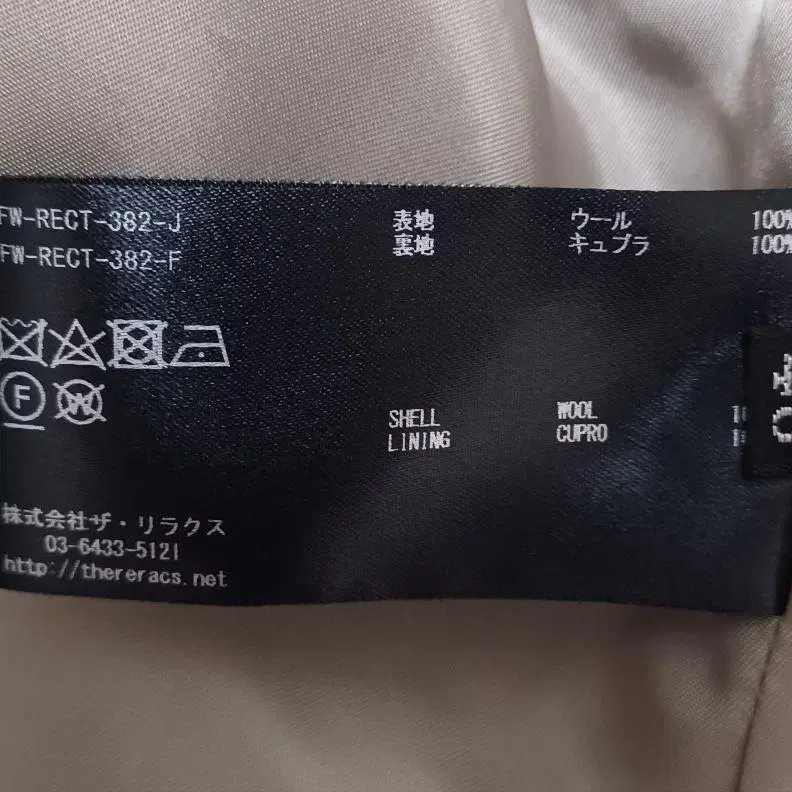 FW-RECT-382-J
FW-RECT-382-F
表地 ウール 100%
裏地 キュプラ 100%
F
W
SHELL WOOL
LINING CUPRO
株式会社ザ・リラクス
03-6433-5121
http://thereracs.net